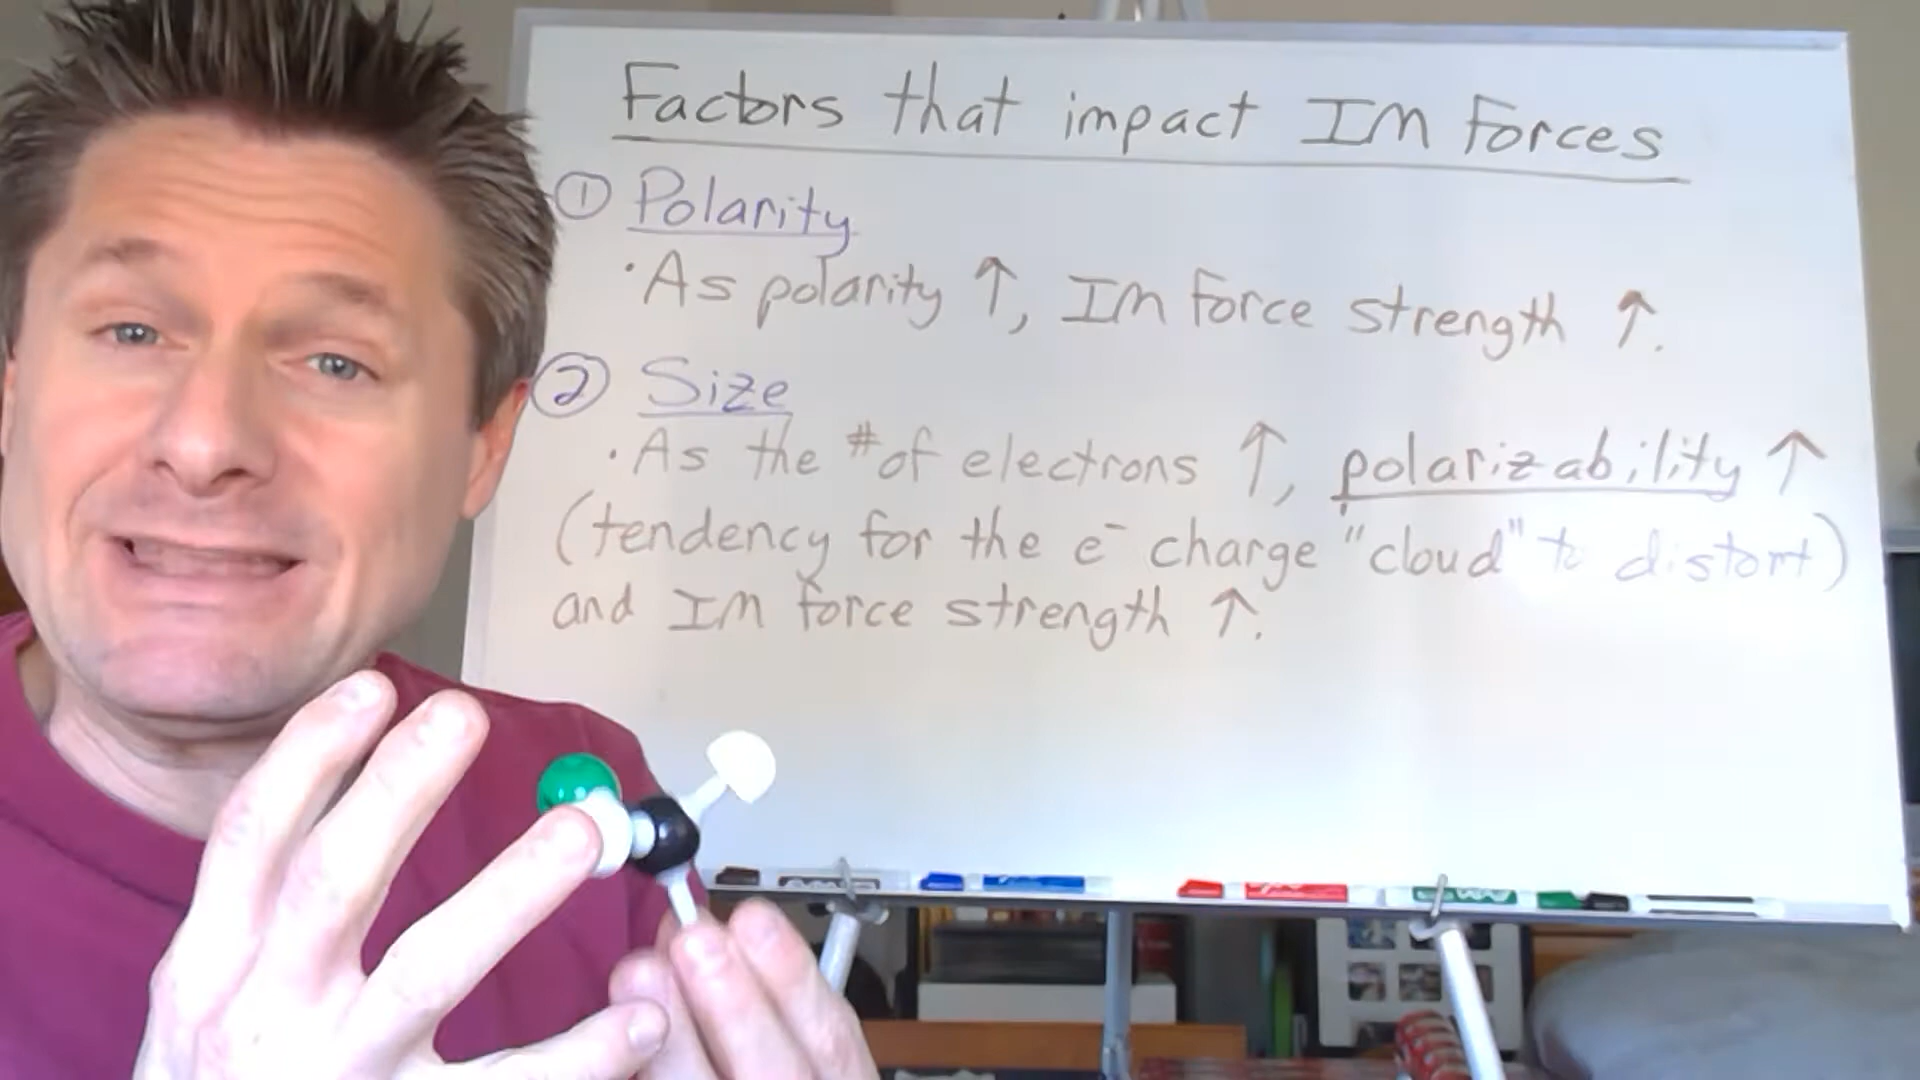 Factors that impact IM Forces
① Polarity
· As polarity ↑, IM force strength ↑.
② Size
· As the # of electrons ↑, polarizability ↑
(tendency for the e⁻ charge "cloud" to distort)
and IM force strength ↑.